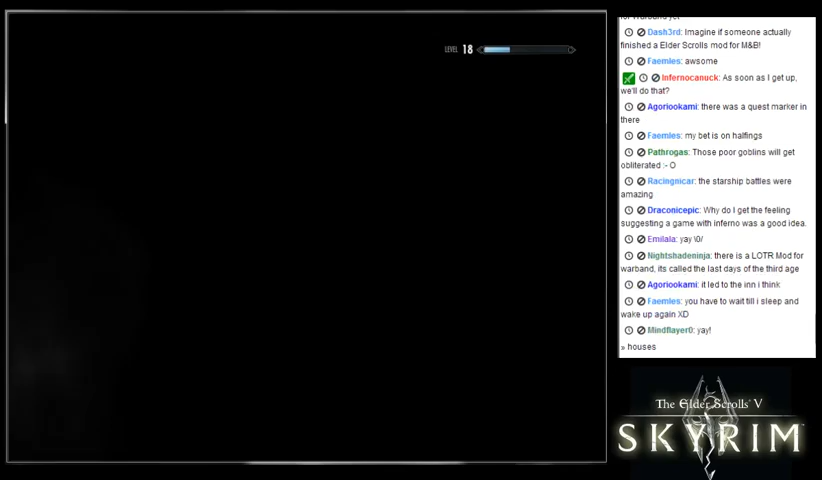 LEVEL 18
Dash3rd: Imagine if someone actually
finished a Elder Scrolls mod for M&B!
Faemles: awsome
Infernocanuck: As soon as I get up,
we'll do that?
Agoriookami: there was a quest marker in
there
Faemles: my bet is on halfings
Pathrogas: Those poor goblins will get
obliterated :- O
Racingnicar: the starship battles were
amazing
Draconicepic: Why do I get the feeling
suggesting a game with inferno was a good idea.
Emilala: yay \0/
Nightshadeninja: there is a LOTR Mod for
warband, its called the last days of the third age
Agoriookami: it led to the inn i think
Faemles: you have to wait till i sleep and
wake up again XD
Mindflayer0: yay!
» houses
The Elder Scrolls V
SKYRIM